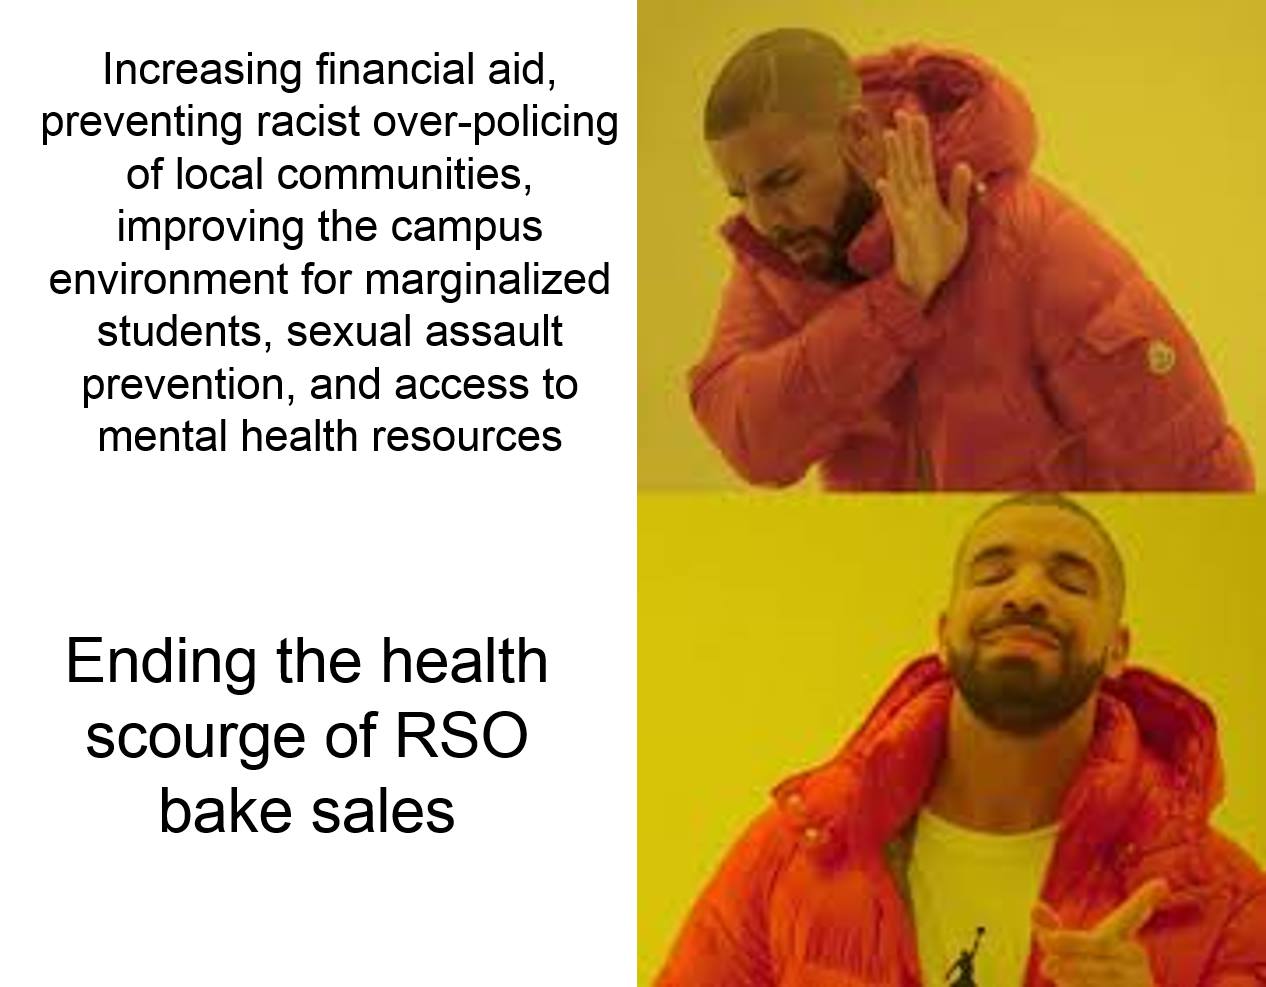 Increasing financial aid,
preventing racist over-policing
of local communities,
improving the campus
environment for marginalized
students, sexual assault
prevention, and access to
mental health resources
Ending the health
scourge of RSO
bake sales